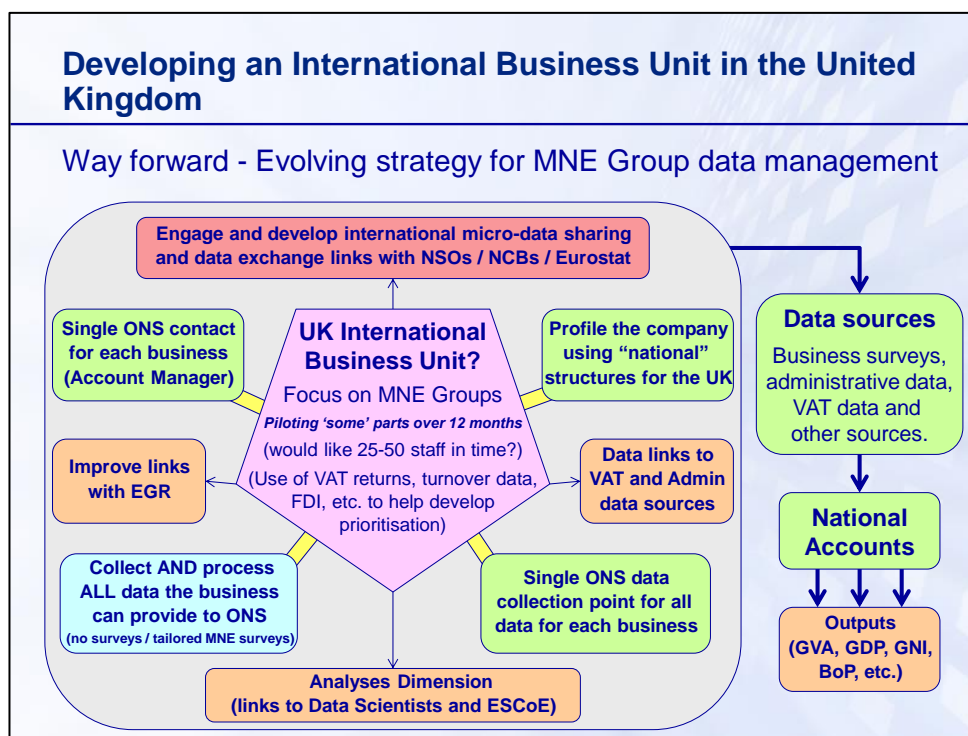 Developing an International Business Unit in the United
Kingdom
Way forward - Evolving strategy for MNE Group data management
Engage and develop international micro-data sharing
and data exchange links with NSOs / NCBs / Eurostat
Single ONS contact
for each business
(Account Manager)
UK International
Business Unit?
Focus on MNE Groups
Piloting ‘some’ parts over 12 months
(would like 25-50 staff in time?)
(Use of VAT returns, turnover data,
FDI, etc. to help develop
prioritisation)
Profile the company
using “national”
structures for the UK
Improve links
with EGR
Data links to
VAT and Admin
data sources
Collect AND process
ALL data the business
can provide to ONS
(no surveys / tailored MNE surveys)
Single ONS data
collection point for all
data for each business
Analyses Dimension
(links to Data Scientists and ESCoE)
Data sources
Business surveys,
administrative data,
VAT data and
other sources.
National
Accounts
Outputs
(GVA, GDP, GNI,
BoP, etc.)